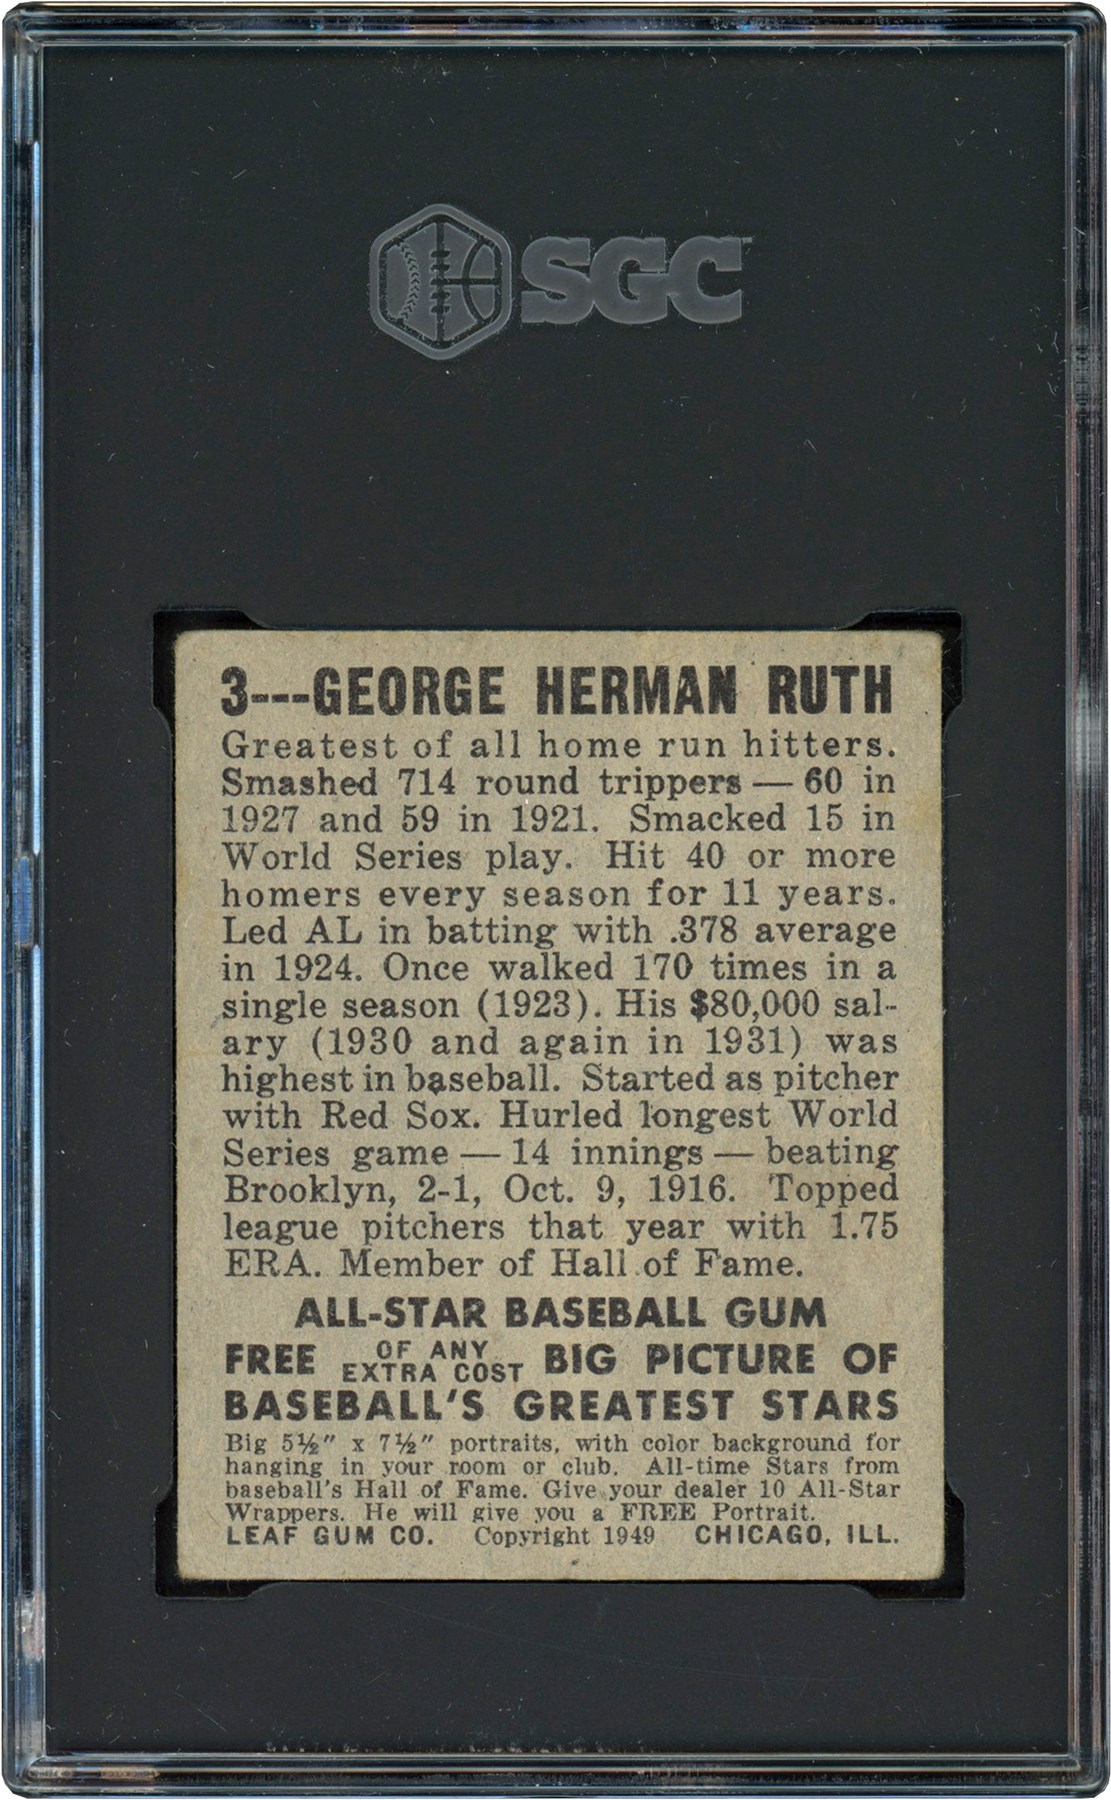 SGC
3---GEORGE HERMAN RUTH
Greatest of all home run hitters.
Smashed 714 round trippers — 60 in
1927 and 59 in 1921. Smacked 15 in
World Series play. Hit 40 or more
homers every season for 11 years.
Led AL in batting with .378 average
in 1924. Once walked 170 times in a
single season (1923). His $80,000 sal-
ary (1930 and again in 1931) was
highest in baseball. Started as pitcher
with Red Sox. Hurled longest World
Series game — 14 innings — beating
Brooklyn, 2-1, Oct. 9, 1916. Topped
league pitchers that year with 1.75
ERA. Member of Hall of Fame.
ALL-STAR BASEBALL GUM
FREE OF ANY EXTRA COST BIG PICTURE OF
BASEBALL'S GREATEST STARS
Big 5½" x 7½" portraits, with color background for
hanging in your room or club. All-time Stars from
baseball's Hall of Fame. Give your dealer 10 All-Star
Wrappers. He will give you a FREE Portrait.
LEAF GUM CO. Copyright 1949 CHICAGO, ILL.